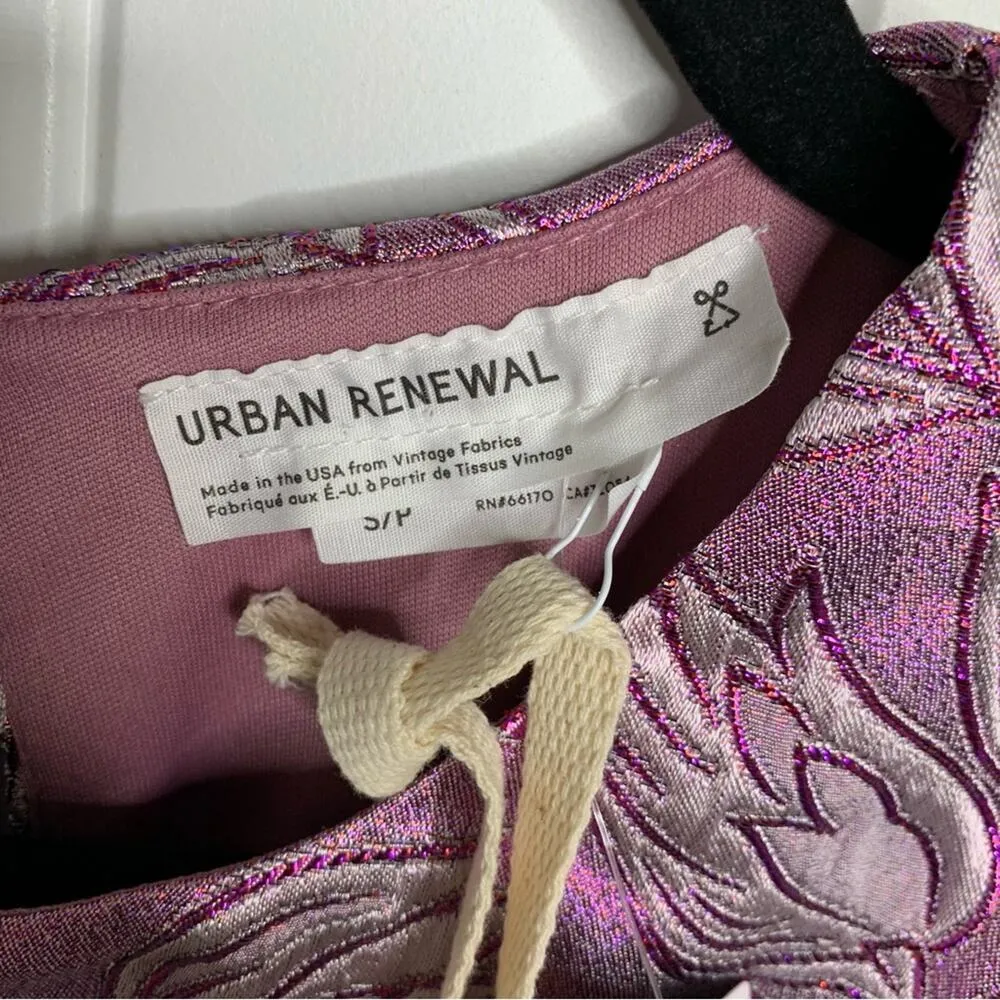 URBAN RENEWAL
Made in the USA from Vintage Fabrics
Fabriqué aux É.-U. à Partir de Tissus Vintage
S/P RN#66170